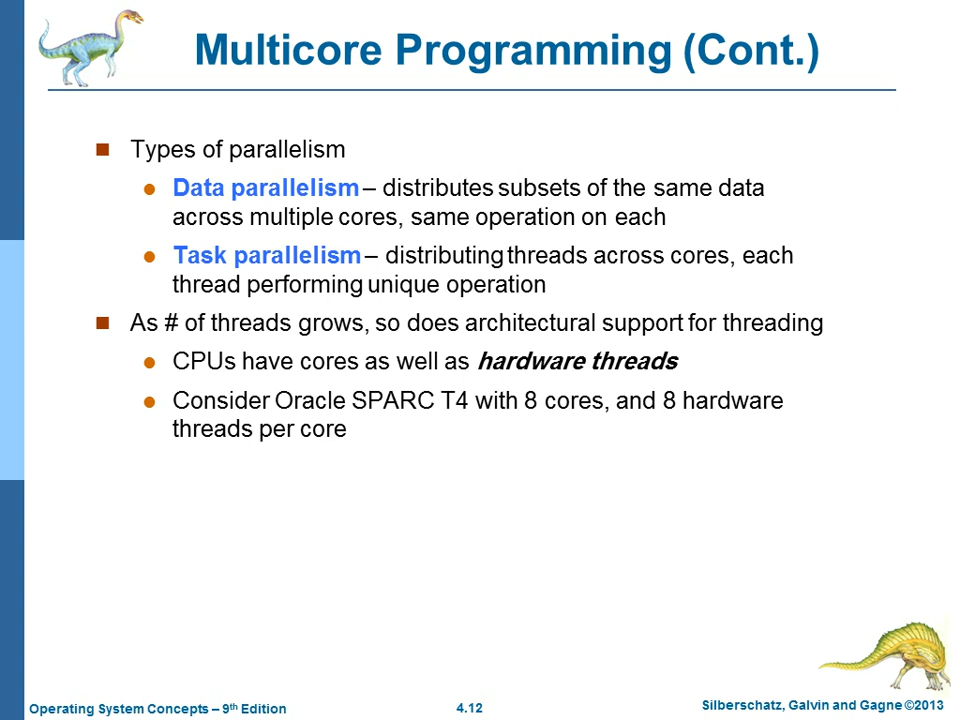 Multicore Programming (Cont.)
Types of parallelism
Data parallelism – distributes subsets of the same data
across multiple cores, same operation on each
Task parallelism – distributing threads across cores, each
thread performing unique operation
As # of threads grows, so does architectural support for threading
CPUs have cores as well as hardware threads
Consider Oracle SPARC T4 with 8 cores, and 8 hardware
threads per core
Operating System Concepts – 9th Edition
4.12
Silberschatz, Galvin and Gagne ©2013